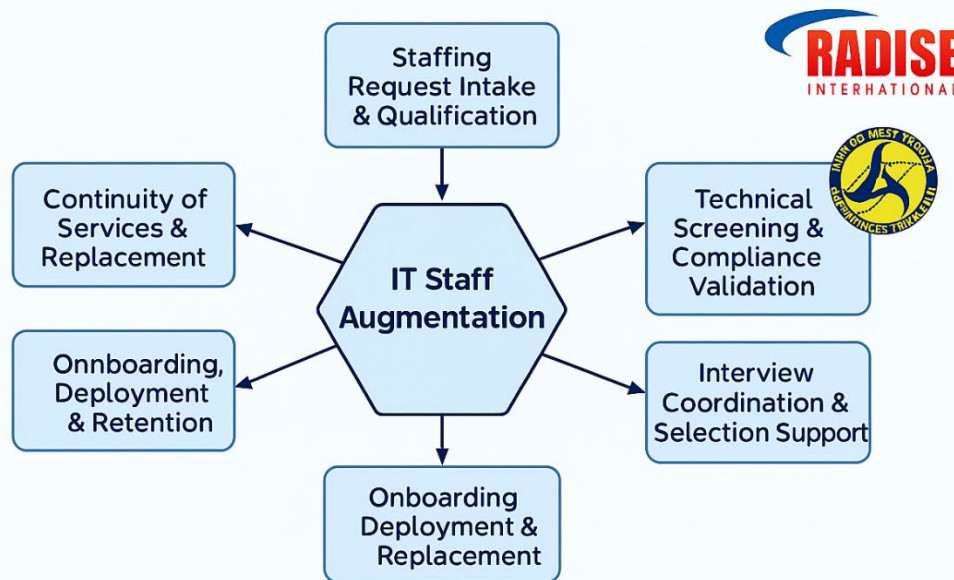 Staffing
Request Intake
& Qualification
RADISE
INTERNATIONAL
Continuity of
Services &
Replacement
IT Staff
Augmentation
Technical
Screening &
Compliance
Validation
Onnboarding,
Deployment
& Retention
Interview
Coordination &
Selection Support
Onboarding
Deployment &
Replacement